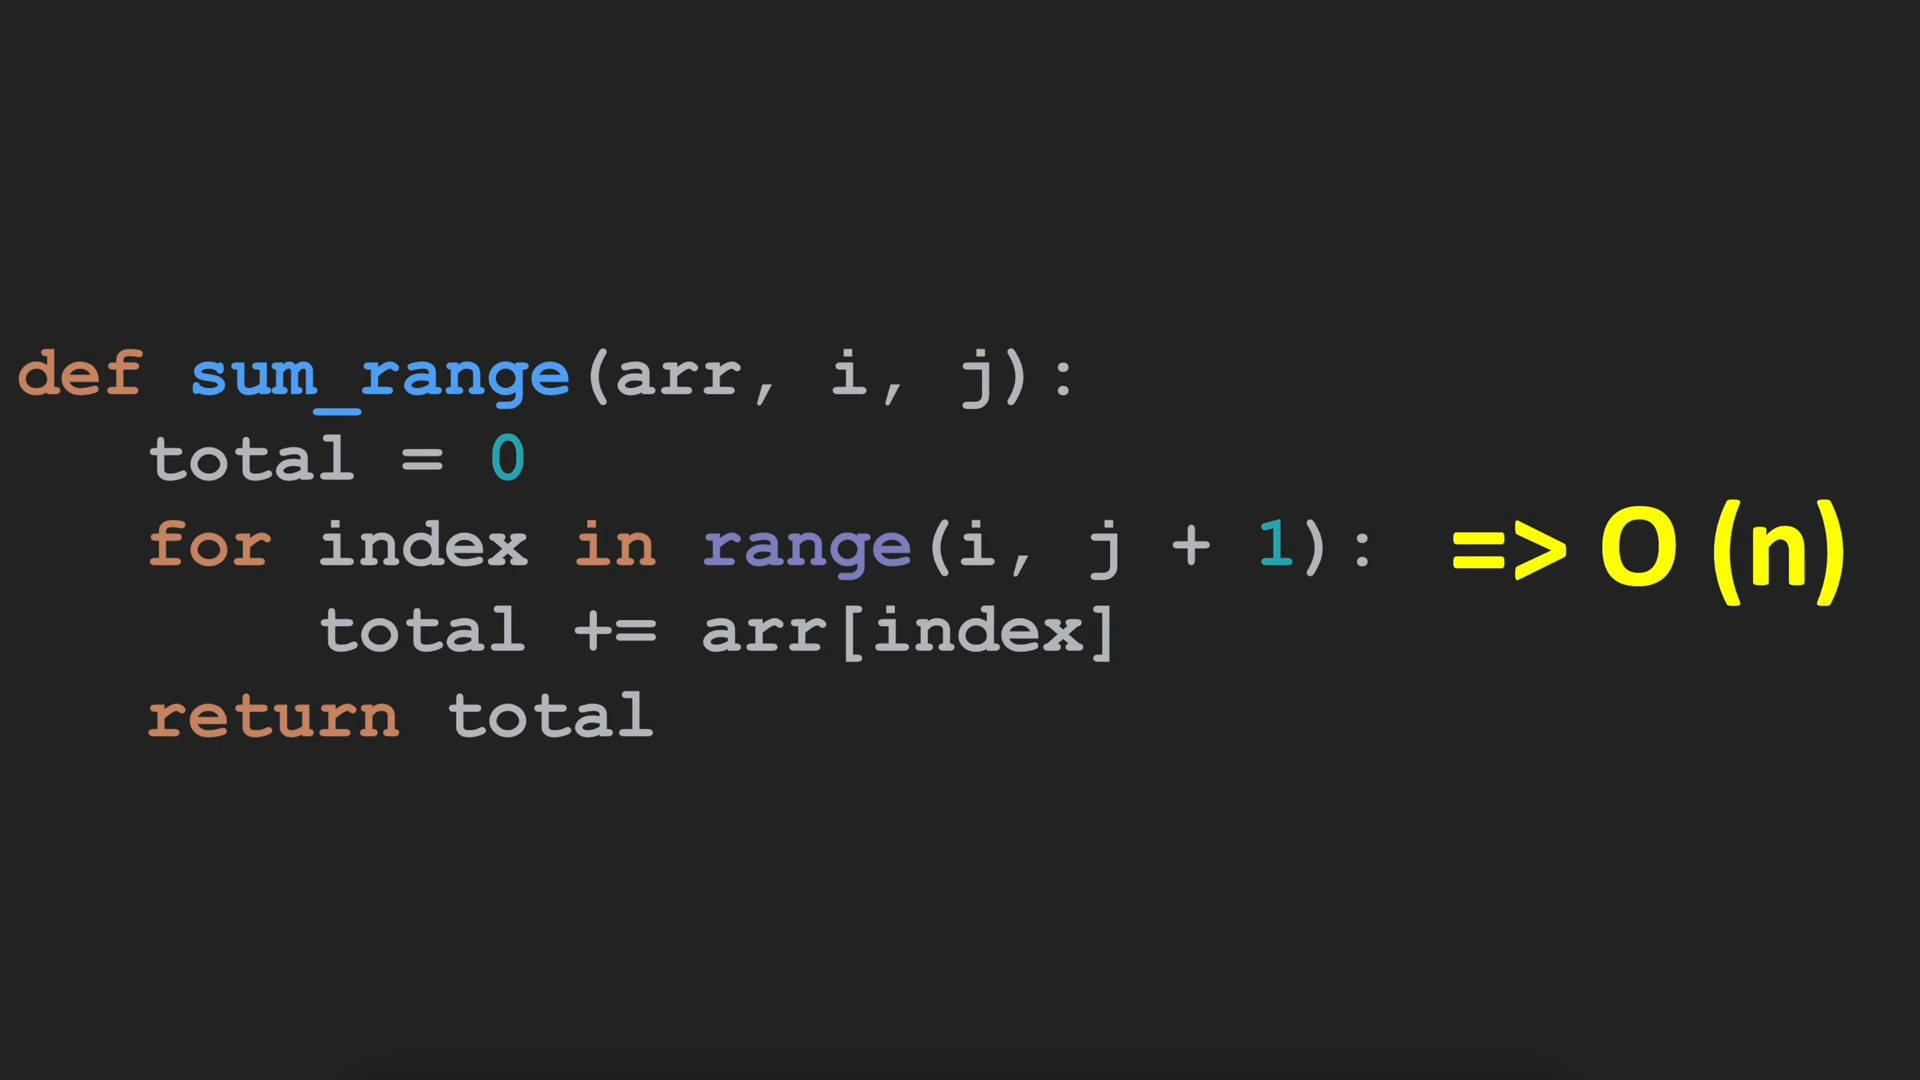 def sum_range(arr, i, j):
    total = 0
    for index in range(i, j + 1): => O (n)
        total += arr[index]
    return total